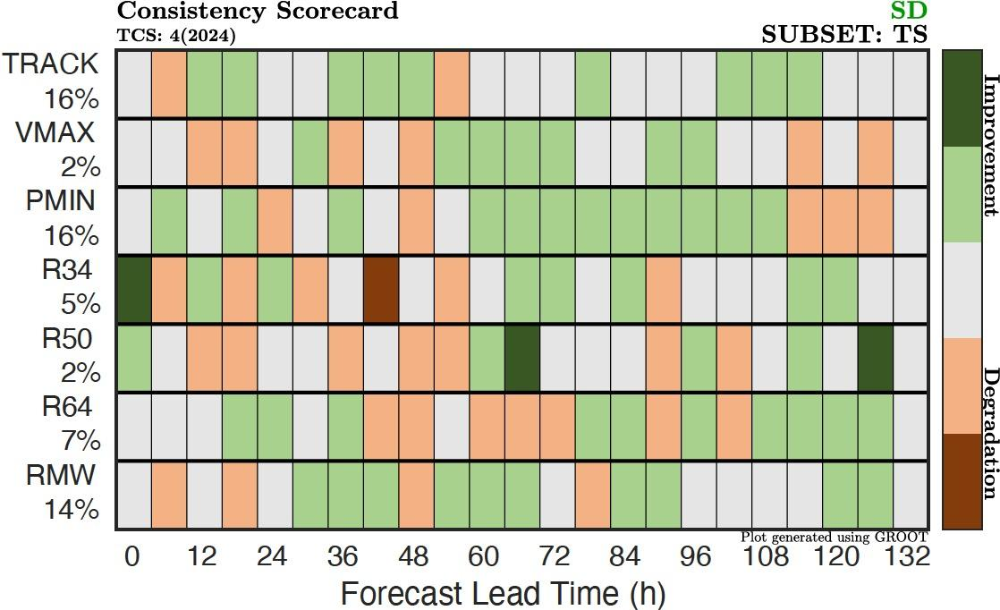 Consistency Scorecard
SD
TCS: 4(2024)
SUBSET: TS
TRACK
16%
VMAX
2%
PMIN
16%
R34
5%
R50
2%
R64
7%
RMW
14%
Improvement
Degradation
Plot generated using GROOT
0 12 24 36 48 60 72 84 96 108 120 132
Forecast Lead Time (h)